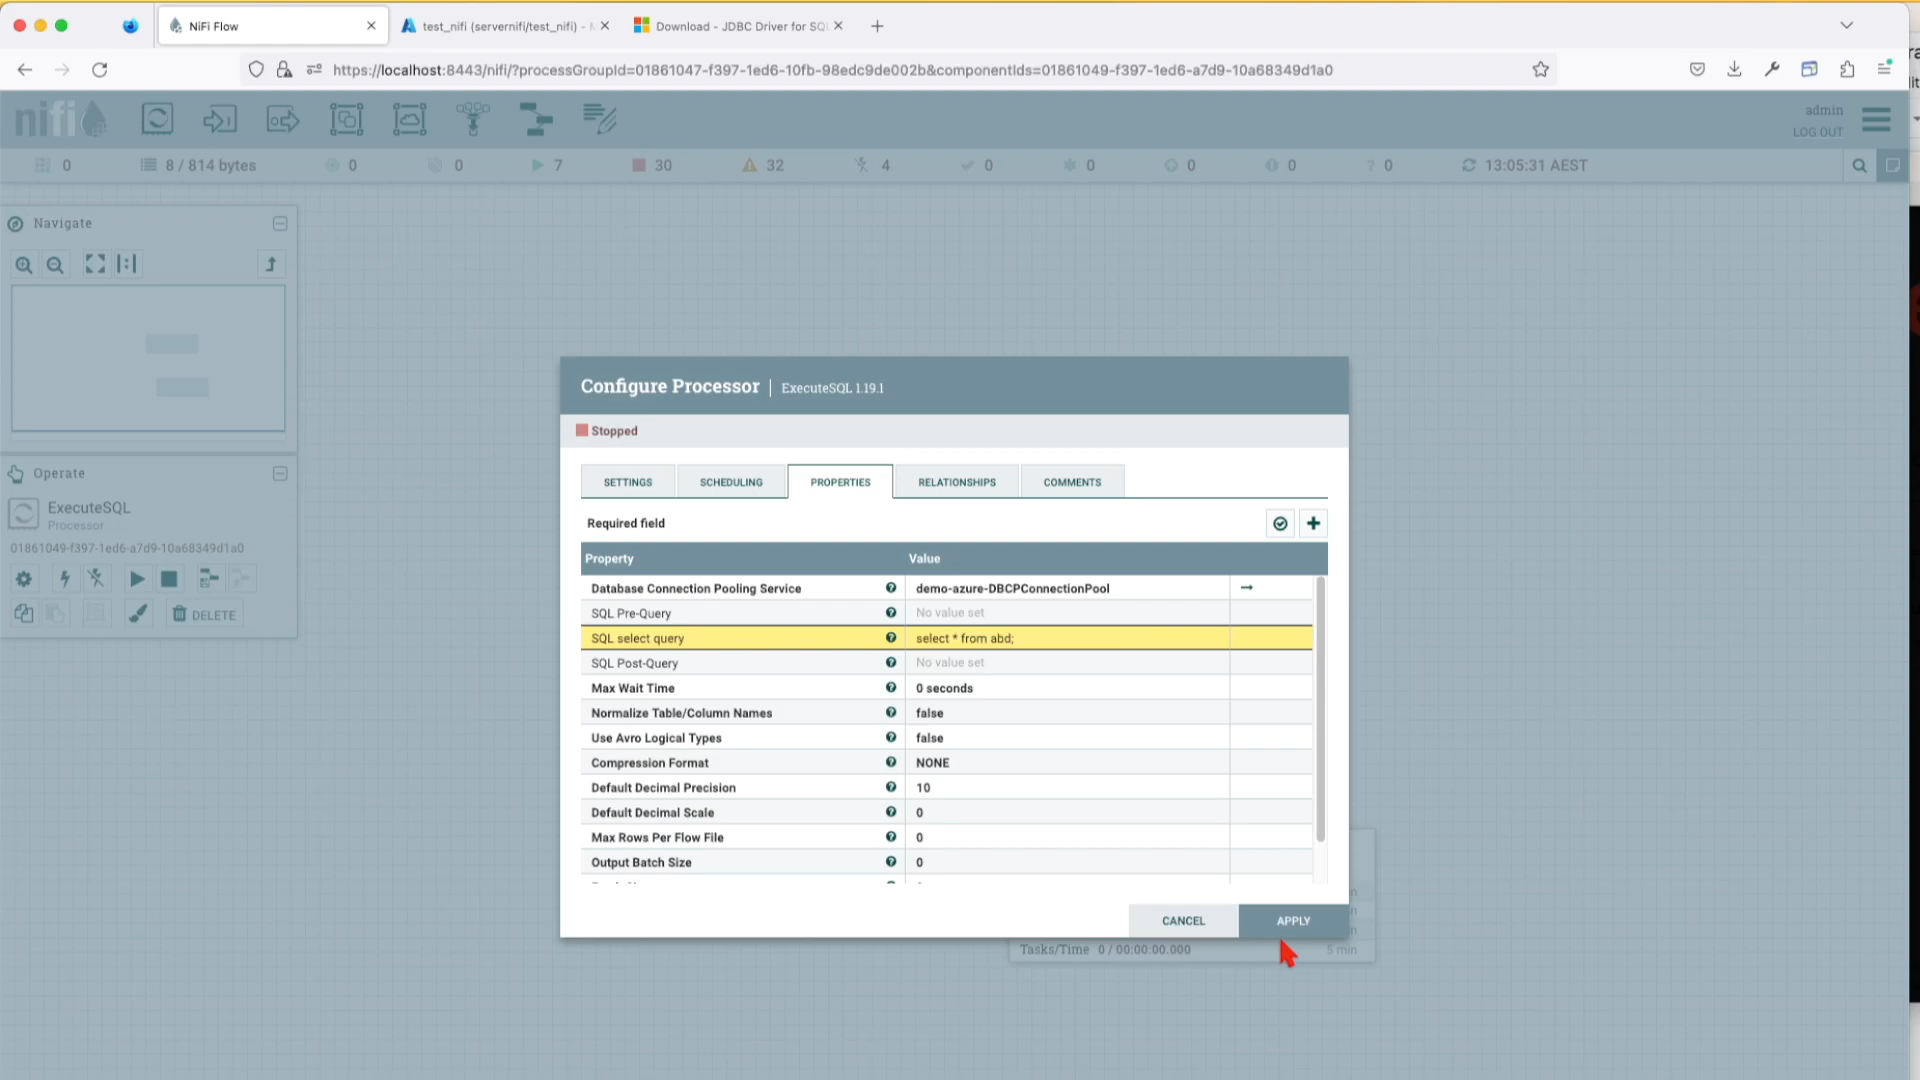 NiFi Flow
test_nifi (servernifi/test_nifi) -
Download - JDBC Driver for SQL
https://localhost:8443/nifi/?processGroupId=01861047-f397-1ed6-10fb-98edc9de002b&componentIds=01861049-f397-1ed6-a7d9-10a68349d1a0
nifi
admin
LOG OUT
0 8 / 814 bytes 0 0 7 30 32 4 0 0 0 0 ? 0 13:05:31 AEST
Navigate
Operate
ExecuteSQL
Processor
01861049-f397-1ed6-a7d9-10a68349d1a0
DELETE
Configure Processor | ExecuteSQL 1.19.1
Stopped
SETTINGS SCHEDULING PROPERTIES RELATIONSHIPS COMMENTS
Required field
Property Value
Database Connection Pooling Service demo-azure-DBCPConnectionPool
SQL Pre-Query No value set
SQL select query select * from abd;
SQL Post-Query No value set
Max Wait Time 0 seconds
Normalize Table/Column Names false
Use Avro Logical Types false
Compression Format NONE
Default Decimal Precision 10
Default Decimal Scale 0
Max Rows Per Flow File 0
Output Batch Size 0
CANCEL APPLY
Tasks/Time 0 / 00:00:00.000 5 min